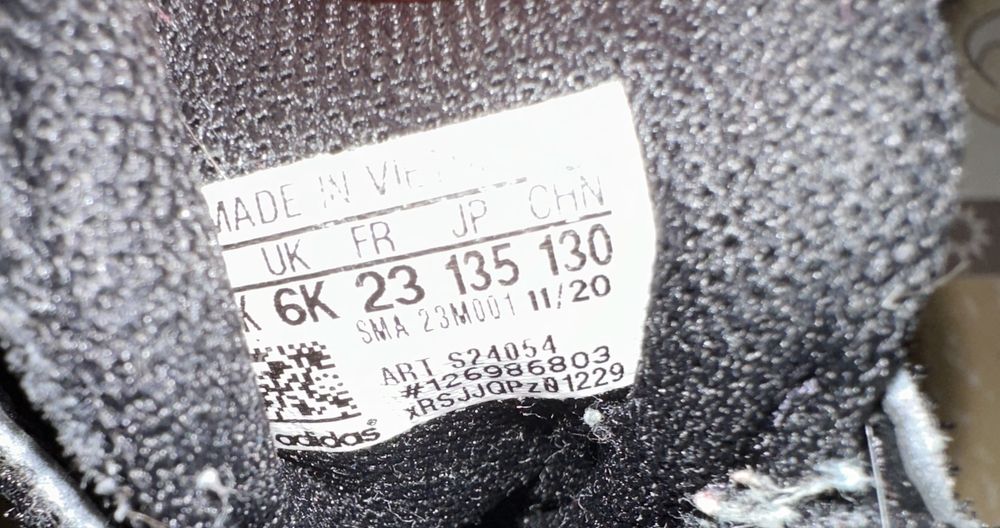 MADE IN VIE
UK FR JP CHN
K 6K 23 135 130
SMA 23M001 11/20
ART S24054
#126986803
xRSJJQPz01229
adidas®